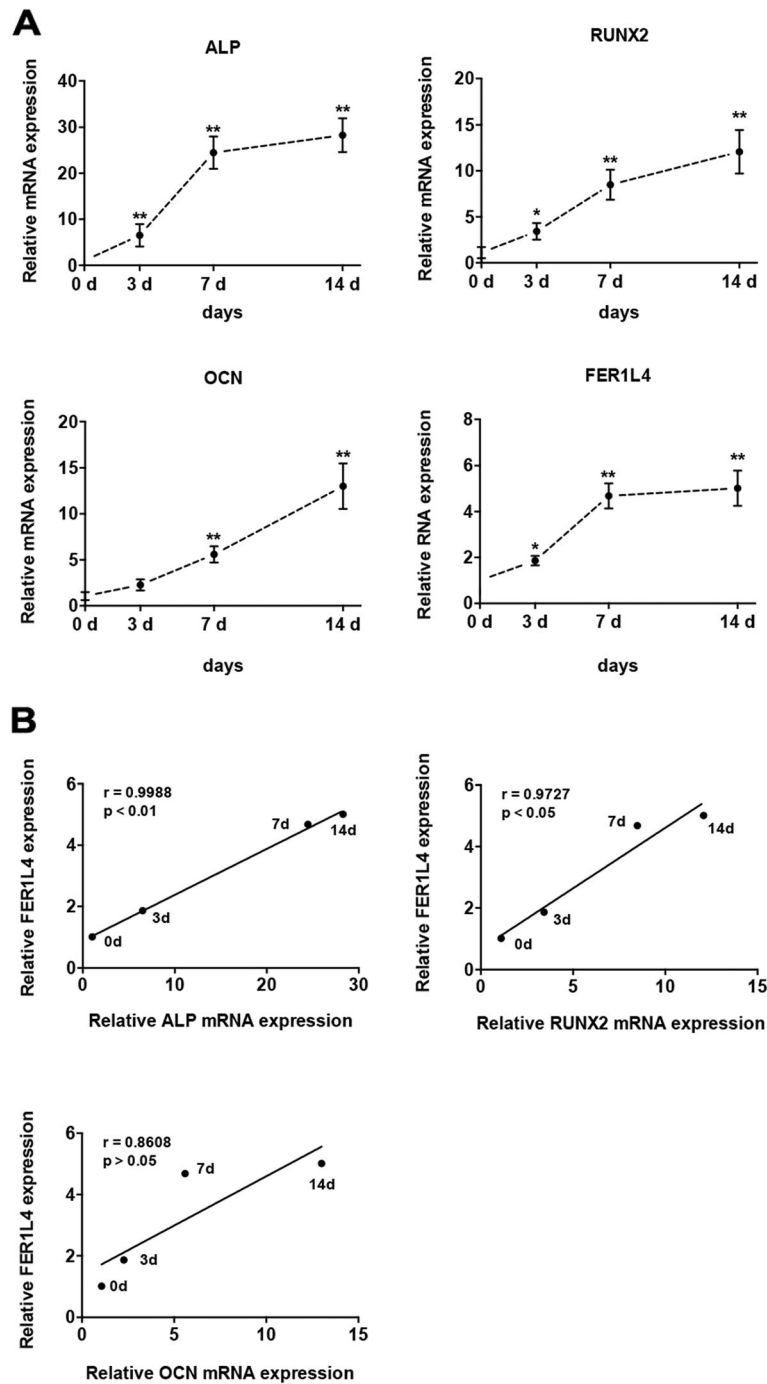 A
ALP
Relative mRNA expression
40
30
20
10
0
**
**
**
0 d
3 d
7 d
14 d
days
RUNX2
Relative mRNA expression
20
15
10
5
0
*
**
**
0 d
3 d
7 d
14 d
days
OCN
Relative mRNA expression
20
15
10
5
0
**
**
0 d
3 d
7 d
14 d
days
FER1L4
Relative RNA expression
8
6
4
2
0
*
**
**
0 d
3 d
7 d
14 d
days
B
Relative FER1L4 expression
6
4
2
0
r = 0.9988
p < 0.01
7d
14d
3d
0d
0
10
20
30
Relative ALP mRNA expression
Relative FER1L4 expression
6
4
2
0
r = 0.9727
p < 0.05
7d
14d
3d
0d
0
5
10
15
Relative RUNX2 mRNA expression
Relative FER1L4 expression
6
4
2
0
r = 0.8608
p > 0.05
7d
14d
3d
0d
0
5
10
15
Relative OCN mRNA expression